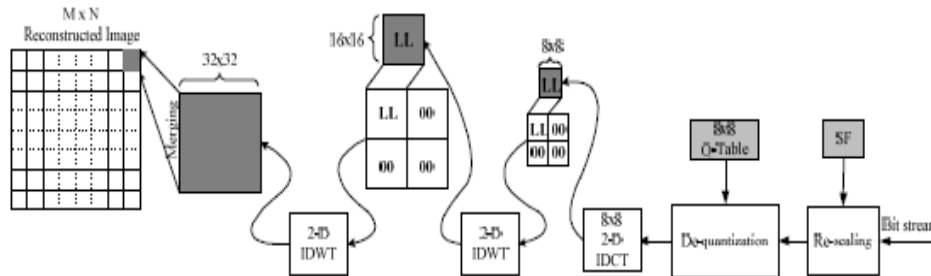 M x N
Reconstructed Image
32x32
Merging
16x16
LL
LL 00
00 00
8x8
LL
LL 00
00 00
2-D
IDWT
2-D
IDWT
8x8
2-D
IDCT
8x8
Q-Table
De-quantization
SF
Re-scaling
Bit stream